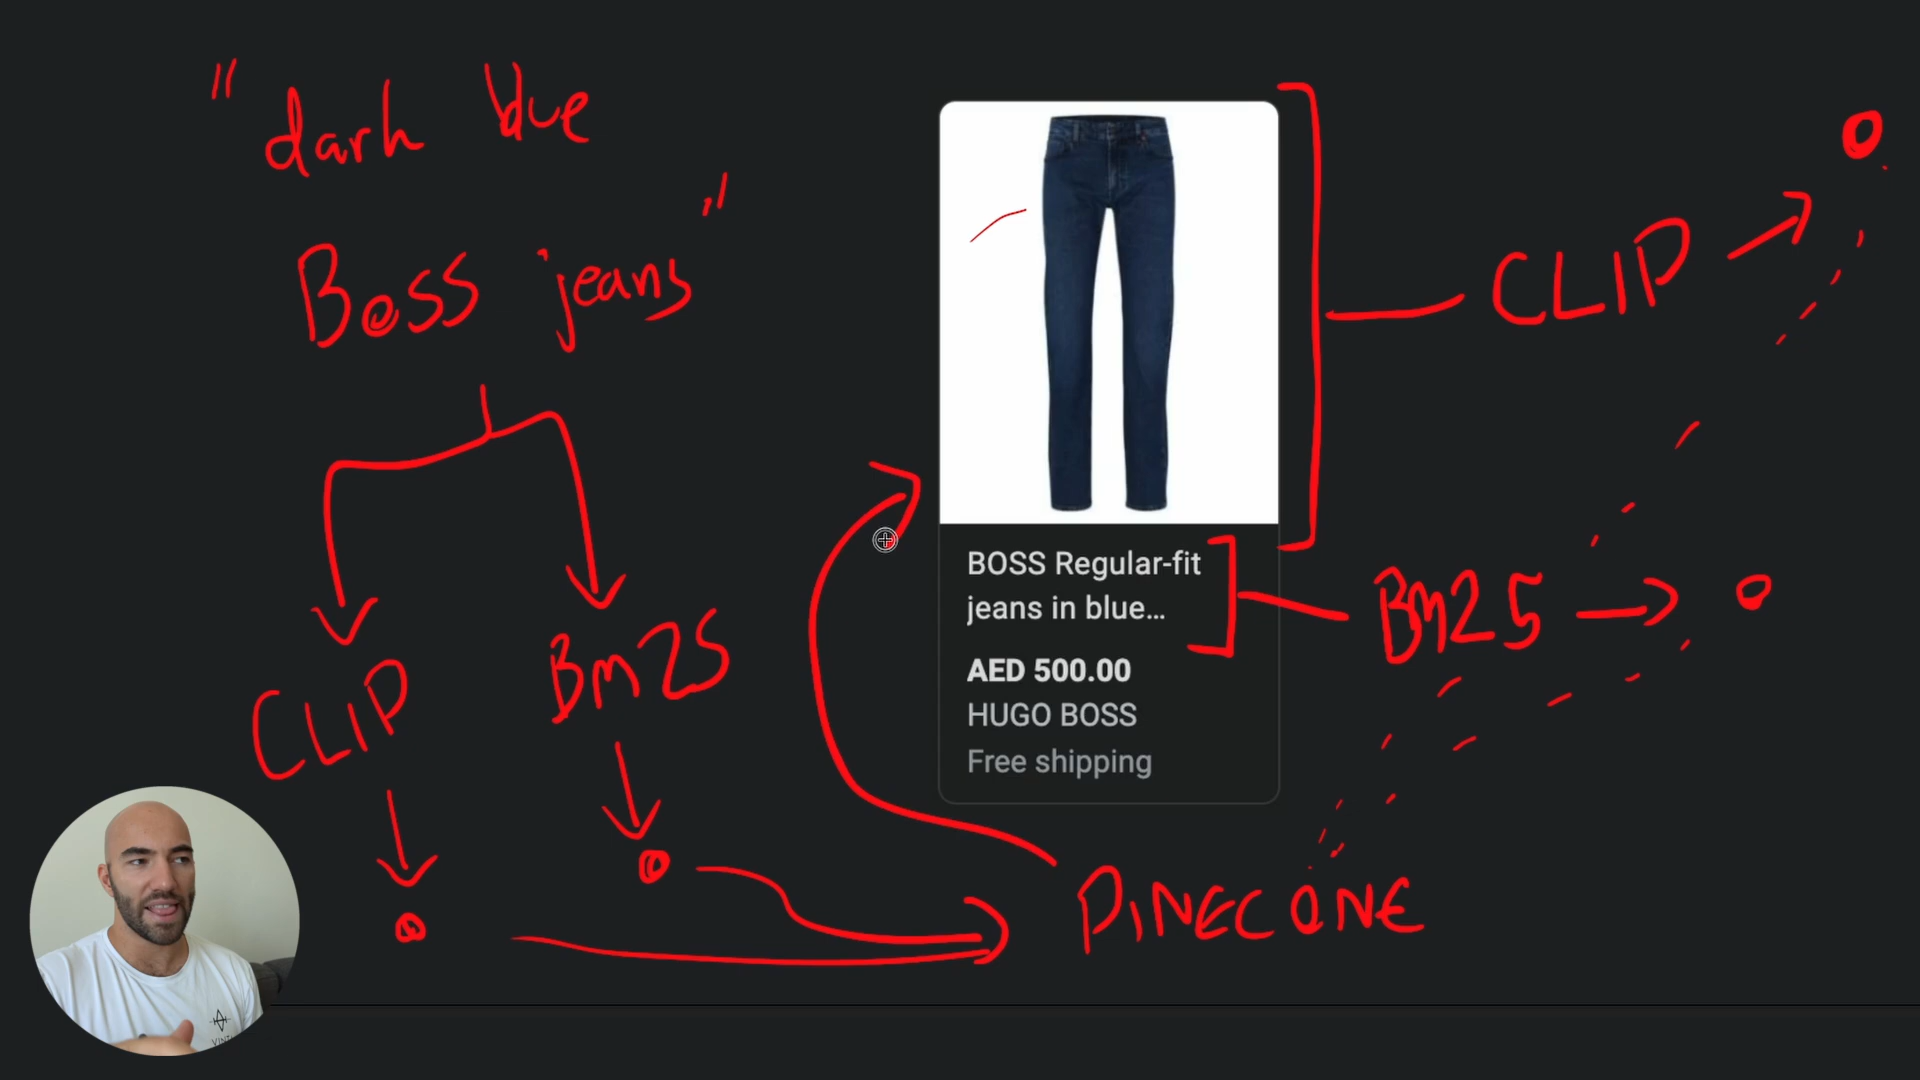 "dark blue
Boss jeans"
CLIP
BM25
BOSS Regular-fit
jeans in blue...
AED 500.00
HUGO BOSS
Free shipping
CLIP
BM25
PINECONE